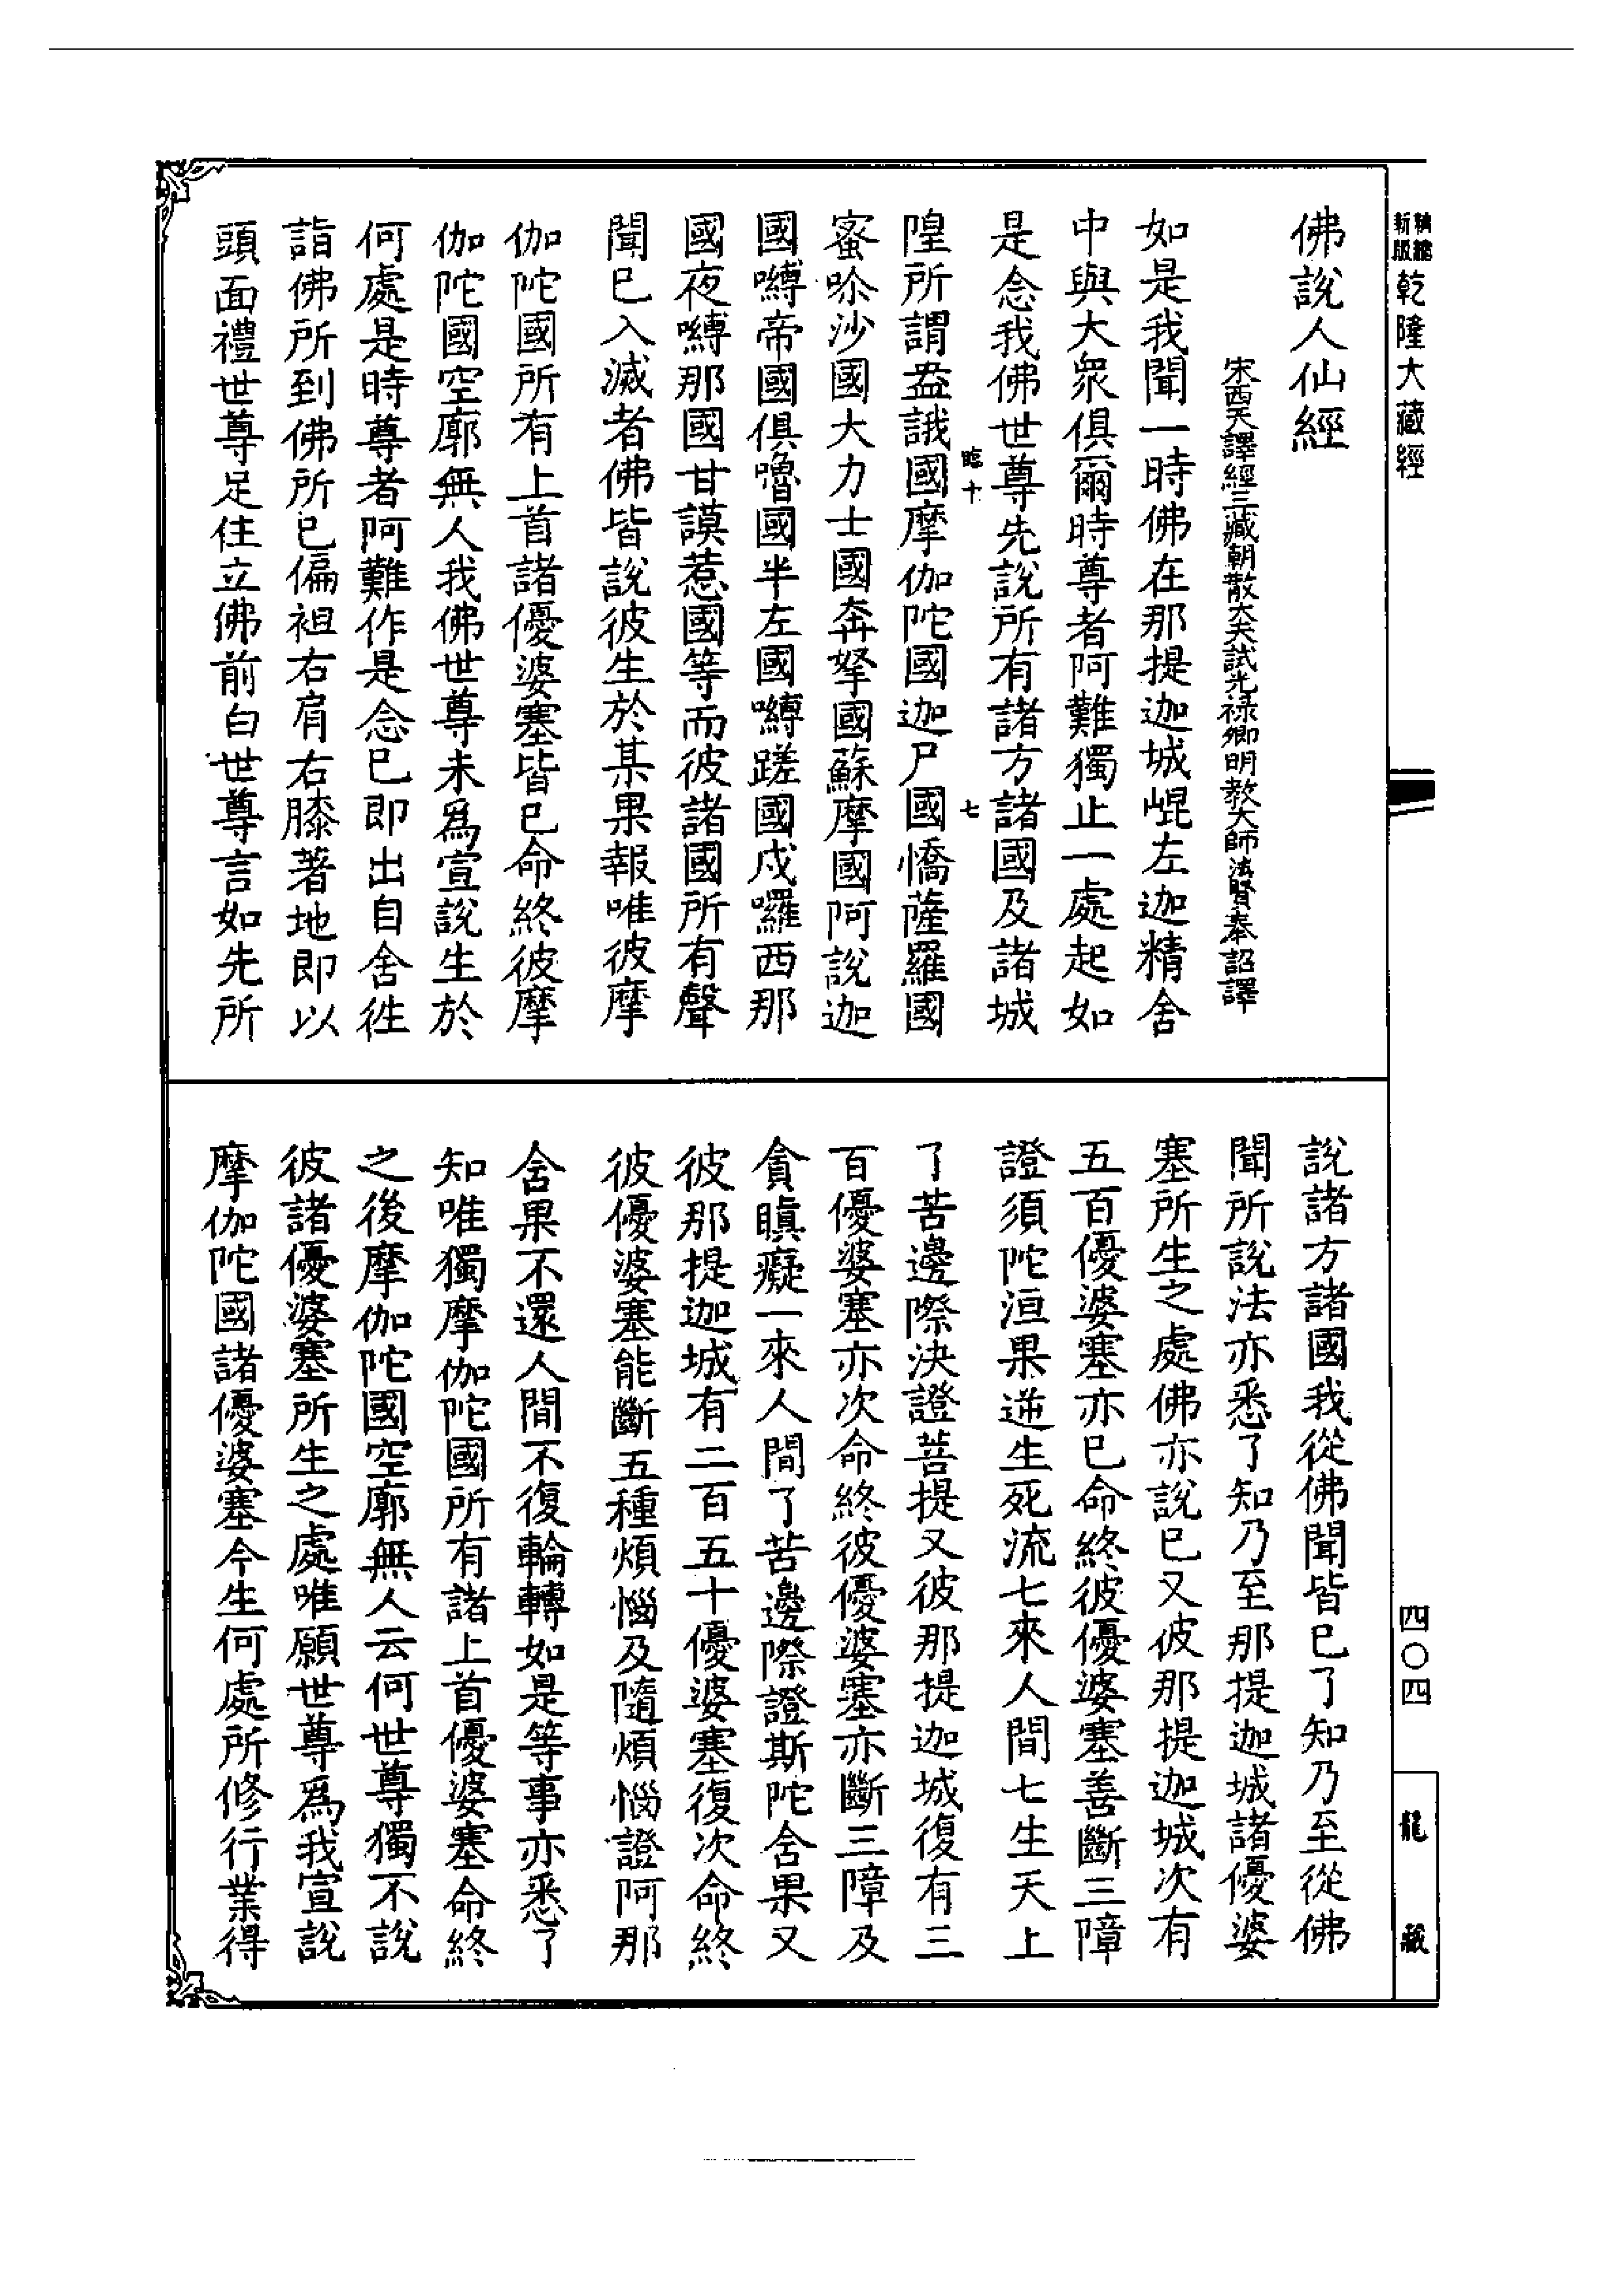 新版精縮乾隆大藏經
佛說人仙經
宋西天譯經三藏朝散大夫試光祿卿明教大師法賢奉詔譯
如是我聞一時佛在那提迦城崐左迦精舍
中與大衆俱爾時尊者阿難獨止一處起如
是念我佛世尊先說所有諸方諸國及諸城
臨十　七
隍所謂盎誐國摩伽陀國迦尸國憍薩羅國
蜜㖮沙國大力士國奔拏國蘇摩國阿說迦
國嚩帝國俱嚕國半左國嚩蹉國戍囉西那
國夜嚩那國甘謨惹國等而彼諸國所有聲
聞已入滅者佛皆說彼生於某果報唯彼摩
伽陀國所有上首諸優婆塞皆已命終彼摩
伽陀國空廓無人我佛世尊未爲宣說生於
何處是時尊者阿難作是念已即出自舍徃
詣佛所到佛所已偏袒右肩右膝著地即以
頭面禮世尊足住立佛前白世尊言如先所
說諸方諸國我從佛聞皆已了知乃至從佛
聞所說法亦悉了知乃至那提迦城諸優婆
塞所生之處佛亦說已又彼那提迦城次有
五百優婆塞亦已命終彼優婆塞善斷三障
證須陀洹果逆生死流七來人間七生天上
了苦邊際決證菩提又彼那提迦城復有三
百優婆塞亦次命終彼優婆塞亦斷三障及
貪瞋癡一來人間了苦邊際證斯陀舍果又
彼那提迦城有二百五十優婆塞復次命終
彼優婆塞能斷五種煩惱及隨煩惱證阿那
舍果不還人間不復輪轉如是等事亦悉了
知唯獨摩伽陀國所有諸上首優婆塞命終
之後摩伽陀國空廓無人云何世尊獨不說
彼諸優婆塞所生之處唯願世尊爲我宣說
摩伽陀國諸優婆塞今生何處所修行業得
四〇四
龍藏